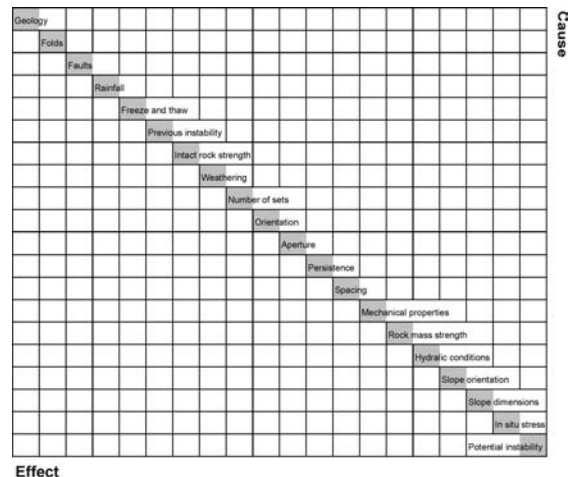 Cause
Geology
Folds
Faults
Rainfall
Freeze and thaw
Previous instability
Intact rock strength
Weathering
Number of sets
Orientation
Aperture
Persistence
Spacing
Mechanical properties
Rock mass strength
Hydralic conditions
Slope orientation
Slope dimensions
In situ stress
Potential instability
Effect